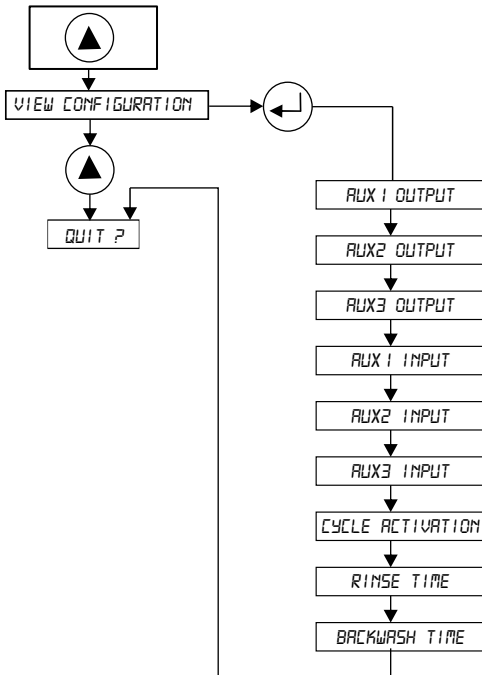 VIEW CONFIGURATION
QUIT ?
AUX1 OUTPUT
AUX2 OUTPUT
AUX3 OUTPUT
AUX1 INPUT
AUX2 INPUT
AUX3 INPUT
CYCLE ACTIVATION
RINSE TIME
BACKWASH TIME